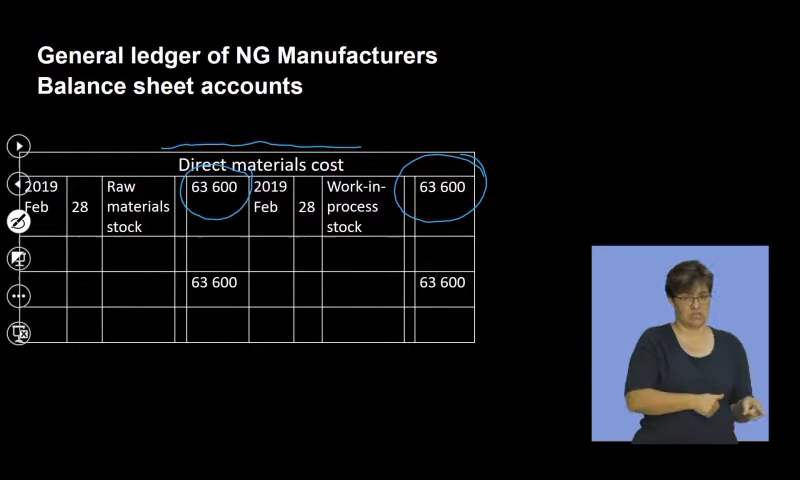 General ledger of NG Manufacturers
Balance sheet accounts
Direct materials cost
2019 Raw 63 600 2019 Work-in- 63 600
Feb 28 materials Feb 28 process
stock stock
63 600 63 600